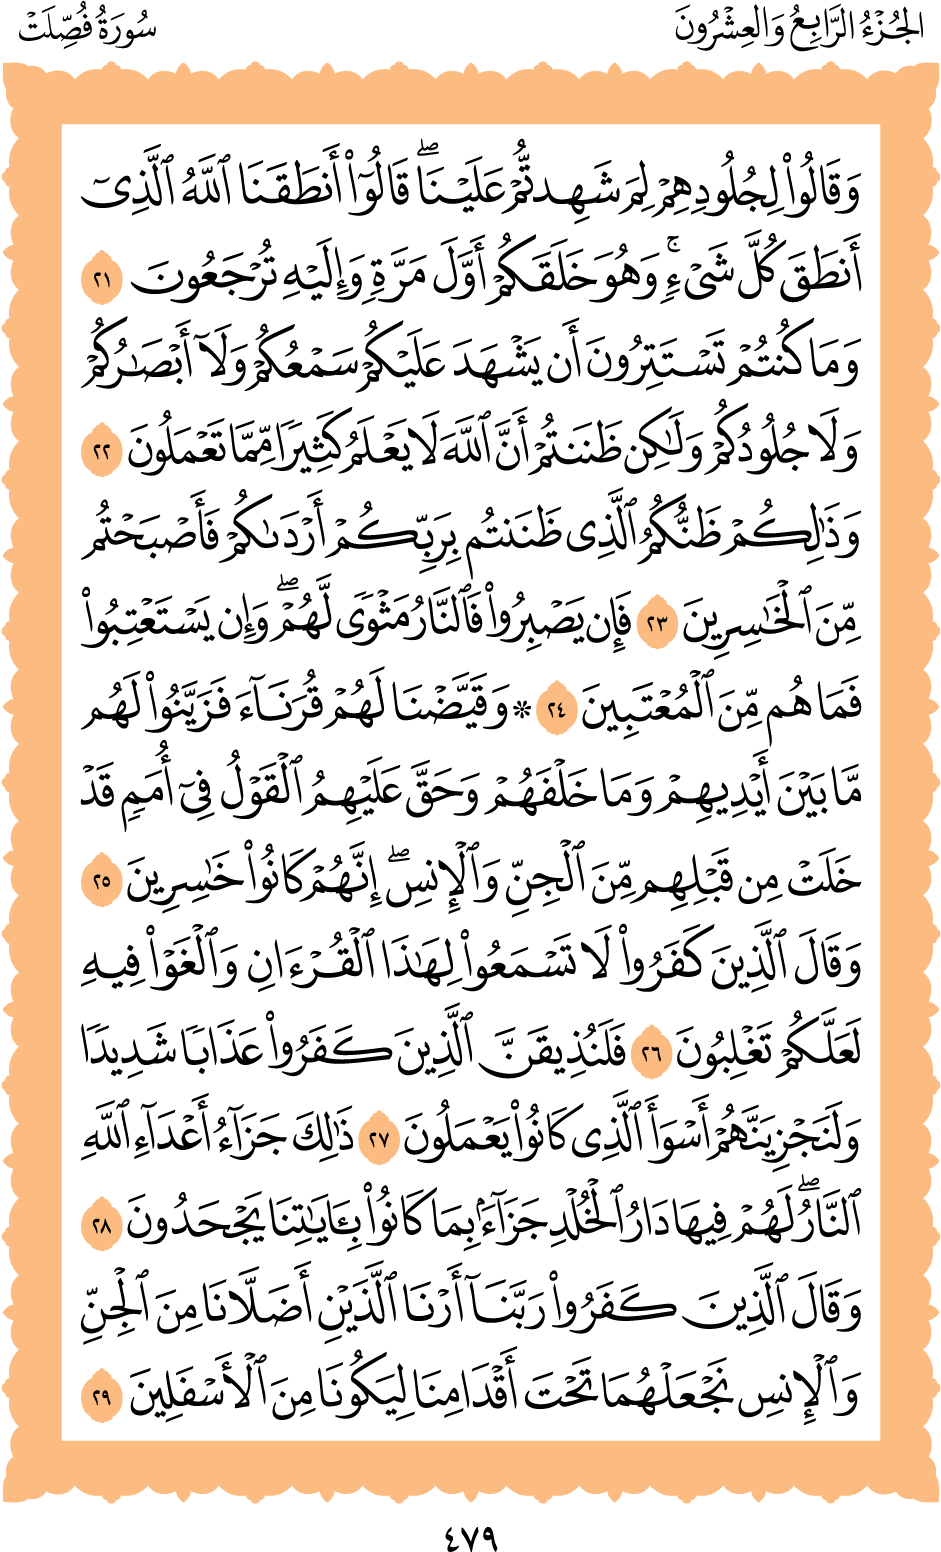 الجُزْءُ الرَّابِعُ وَالعِشْرُونَ
سُورَةُ فُصِّلَتْ
وَقَالُوا۟ لِجُلُودِهِمْ لِمَ شَهِدتُّمْ عَلَيْنَا ۖ قَالُوٓا۟ أَنطَقَنَا ٱللَّهُ ٱلَّذِىٓ
أَنطَقَ كُلَّ شَىْءٍۢ ۚ وَهُوَ خَلَقَكُمْ أَوَّلَ مَرَّةٍۢ وَإِلَيْهِ تُرْجَعُونَ ٢١
وَمَا كُنتُمْ تَسْتَتِرُونَ أَن يَشْهَدَ عَلَيْكُمْ سَمْعُكُمْ وَلَآ أَبْصَـٰرُكُمْ
وَلَا جُلُودُكُمْ وَلَـٰكِن ظَنَنتُمْ أَنَّ ٱللَّهَ لَا يَعْلَمُ كَثِيرًۭا مِّمَّا تَعْمَلُونَ ٢٢
وَذَٰلِكُمْ ظَنُّكُمُ ٱلَّذِى ظَنَنتُم بِرَبِّكُمْ أَرْدَىٰكُمْ فَأَصْبَحْتُم
مِّنَ ٱلْخَـٰسِرِينَ ٢٣ فَإِن يَصْبِرُوا۟ فَٱلنَّارُ مَثْوًۭى لَّهُمْ ۖ وَإِن يَسْتَعْتِبُوا۟
فَمَا هُم مِّنَ ٱلْمُعْتَبِينَ ٢٤ * وَقَيَّضْنَا لَهُمْ قُرَنَآءَ فَزَيَّنُوا۟ لَهُم
مَّا بَيْنَ أَيْدِيهِمْ وَمَا خَلْفَهُمْ وَحَقَّ عَلَيْهِمُ ٱلْقَوْلُ فِىٓ أُمَمٍۢ قَدْ
خَلَتْ مِن قَبْلِهِم مِّنَ ٱلْجِنِّ وَٱلْإِنسِ ۖ إِنَّهُمْ كَانُوا۟ خَـٰسِرِينَ ٢٥
وَقَالَ ٱلَّذِينَ كَفَرُوا۟ لَا تَسْمَعُوا۟ لِهَـٰذَا ٱلْقُرْءَانِ وَٱلْغَوْا۟ فِيهِ
لَعَلَّكُمْ تَغْلِبُونَ ٢٦ فَلَنُذِيقَنَّ ٱلَّذِينَ كَفَرُوا۟ عَذَابًۭا شَدِيدًۭا
وَلَنَجْزِيَنَّهُمْ أَسْوَأَ ٱلَّذِى كَانُوا۟ يَعْمَلُونَ ٢٧ ذَٰلِكَ جَزَآءُ أَعْدَآءِ ٱللَّهِ
ٱلنَّارُ ۖ لَهُمْ فِيهَا دَارُ ٱلْخُلْدِ جَزَآءًۢ بِمَا كَانُوا۟ بِـَٔايَـٰتِنَا يَجْحَدُونَ ٢٨
وَقَالَ ٱلَّذِينَ كَفَرُوا۟ رَبَّنَآ أَرِنَا ٱلَّذَيْنِ أَضَلَّانَا مِنَ ٱلْجِنِّ
وَٱلْإِنسِ نَجْعَلْهُمَا تَحْتَ أَقْدَامِنَا لِيَكُونَا مِنَ ٱلْأَسْفَلِينَ ٢٩
٤٧٩